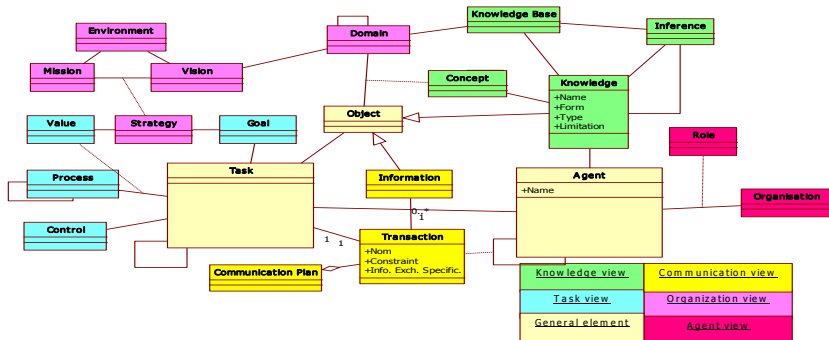 Environment
Domain
Knowledge Base
Inference
Mission
Vision
Concept
Knowledge
+Name
+Form
+Type
+Limitation
Value
Strategy
Goal
Object
Role
Task
Process
Information
Agent
+Name
Organisation
Control
0..*
1
1
1
Transaction
+Nom
+Constraint
+Info. Exch. Specific.
Communication Plan
Knowledge view
Communication view
Task view
Organization view
General element
Agent view